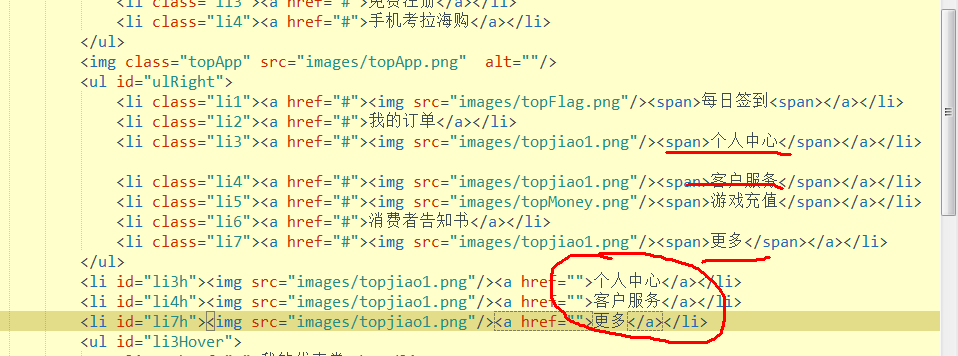 <li class="li3"><a href="#">免费注册</a></li>
<li class="li4"><a href="#">手机考拉海购</a></li>
</ul>
<img class="topApp" src="images/topApp.png"  alt=""/>
<ul id="ulRight">
<li class="li1"><a href="#"><img src="images/topFlag.png"/><span>每日签到<span></a></li>
<li class="li2"><a href="#">我的订单</a></li>
<li class="li3"><a href="#"><img src="images/topjiao1.png"/><span>个人中心</span></a></li>
<li class="li4"><a href="#"><img src="images/topjiao1.png"/><span>客户服务</span></a></li>
<li class="li5"><a href="#"><img src="images/topMoney.png"/><span>游戏充值</span></a></li>
<li class="li6"><a href="#">消费者告知书</a></li>
<li class="li7"><a href="#"><img src="images/topjiao1.png"/><span>更多</span></a></li>
</ul>
<li id="li3h"><img src="images/topjiao1.png"/><a href="">个人中心</a></li>
<li id="li4h"><img src="images/topjiao1.png"/><a href="">客户服务</a></li>
<li id="li7h"><img src="images/topjiao1.png"/><a href="">更多</a></li>
<ul id="li3Hover">